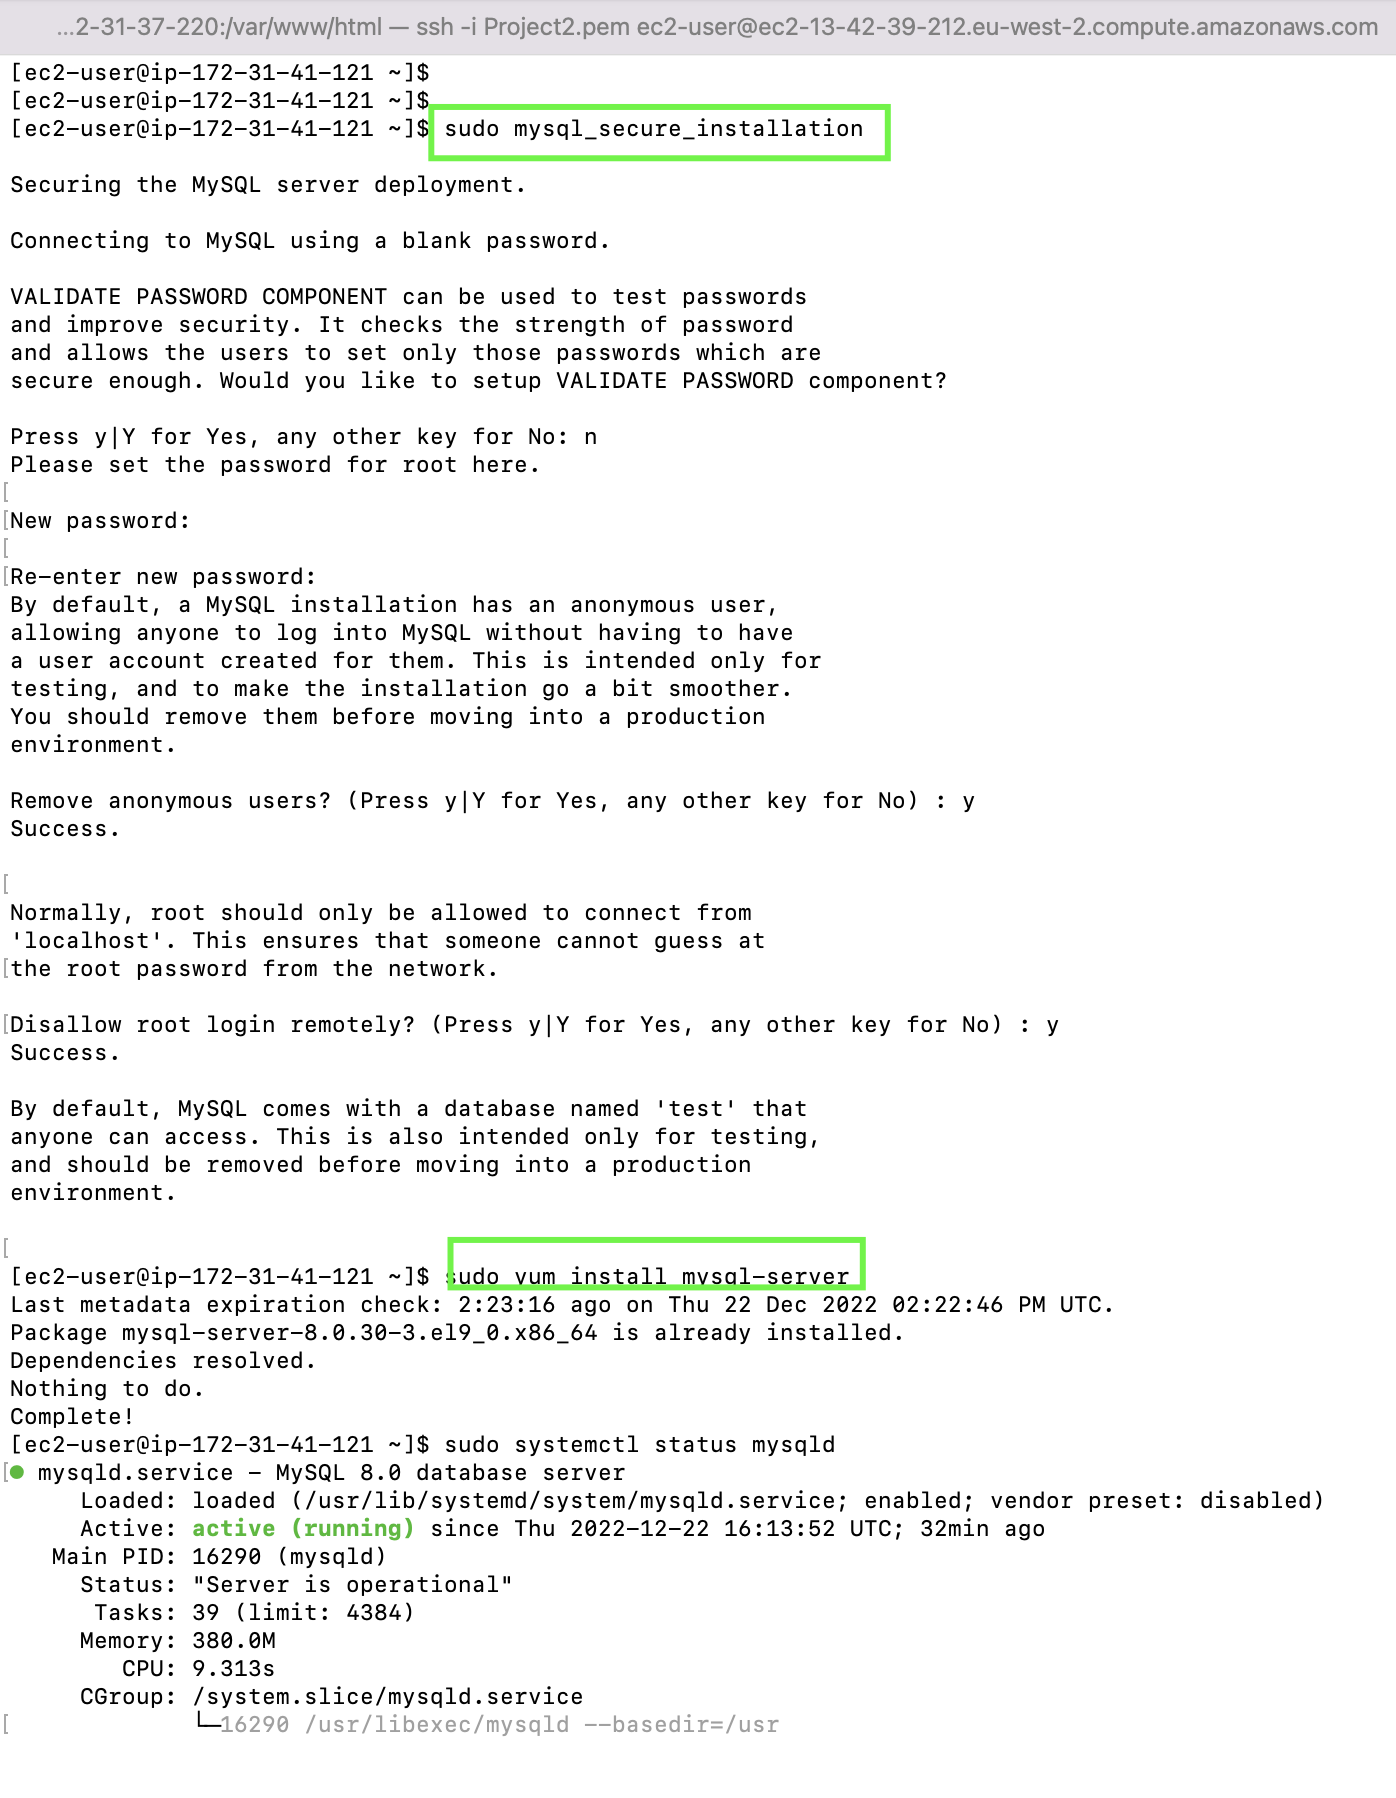 ...2-31-37-220:/var/www/html — ssh -i Project2.pem ec2-user@ec2-13-42-39-212.eu-west-2.compute.amazonaws.com
[ec2-user@ip-172-31-41-121 ~]$
[ec2-user@ip-172-31-41-121 ~]$
[ec2-user@ip-172-31-41-121 ~]$ sudo mysql_secure_installation
Securing the MySQL server deployment.
Connecting to MySQL using a blank password.
VALIDATE PASSWORD COMPONENT can be used to test passwords
and improve security. It checks the strength of password
and allows the users to set only those passwords which are
secure enough. Would you like to setup VALIDATE PASSWORD component?
Press y|Y for Yes, any other key for No: n
Please set the password for root here.
[
[New password:
[
[Re-enter new password:
By default, a MySQL installation has an anonymous user,
allowing anyone to log into MySQL without having to have
a user account created for them. This is intended only for
testing, and to make the installation go a bit smoother.
You should remove them before moving into a production
environment.
Remove anonymous users? (Press y|Y for Yes, any other key for No) : y
Success.
[
Normally, root should only be allowed to connect from
'localhost'. This ensures that someone cannot guess at
[the root password from the network.
[Disallow root login remotely? (Press y|Y for Yes, any other key for No) : y
Success.
By default, MySQL comes with a database named 'test' that
anyone can access. This is also intended only for testing,
and should be removed before moving into a production
environment.
[
[ec2-user@ip-172-31-41-121 ~]$ sudo yum install mysql-server
Last metadata expiration check: 2:23:16 ago on Thu 22 Dec 2022 02:22:46 PM UTC.
Package mysql-server-8.0.30-3.el9_0.x86_64 is already installed.
Dependencies resolved.
Nothing to do.
Complete!
[ec2-user@ip-172-31-41-121 ~]$ sudo systemctl status mysqld
[● mysqld.service - MySQL 8.0 database server
Loaded: loaded (/usr/lib/systemd/system/mysqld.service; enabled; vendor preset: disabled)
Active: active (running) since Thu 2022-12-22 16:13:52 UTC; 32min ago
Main PID: 16290 (mysqld)
Status: "Server is operational"
Tasks: 39 (limit: 4384)
Memory: 380.0M
CPU: 9.313s
CGroup: /system.slice/mysqld.service
[ └─16290 /usr/libexec/mysqld --basedir=/usr